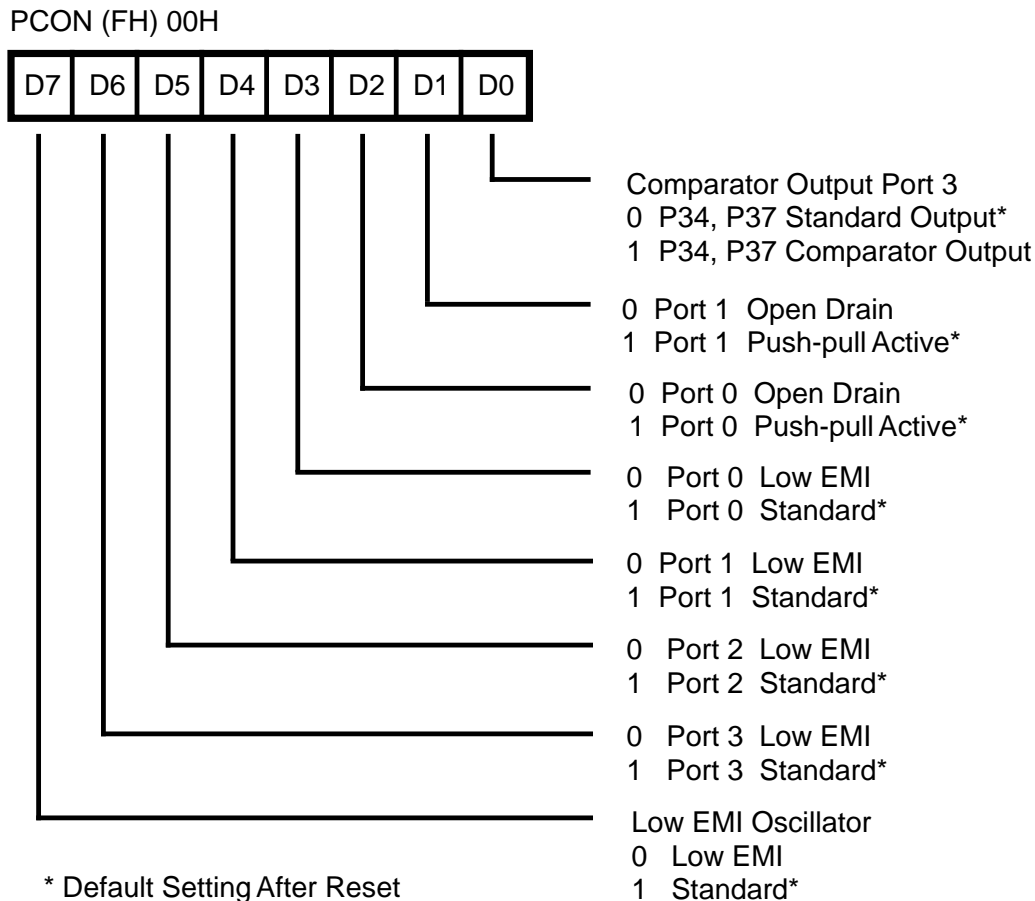 PCON (FH) 00H
D7 D6 D5 D4 D3 D2 D1 D0
Comparator Output Port 3
0 P34, P37 Standard Output*
1 P34, P37 Comparator Output
0 Port 1 Open Drain
1 Port 1 Push-pull Active*
0 Port 0 Open Drain
1 Port 0 Push-pull Active*
0 Port 0 Low EMI
1 Port 0 Standard*
0 Port 1 Low EMI
1 Port 1 Standard*
0 Port 2 Low EMI
1 Port 2 Standard*
0 Port 3 Low EMI
1 Port 3 Standard*
Low EMI Oscillator
0 Low EMI
1 Standard*
* Default Setting After Reset